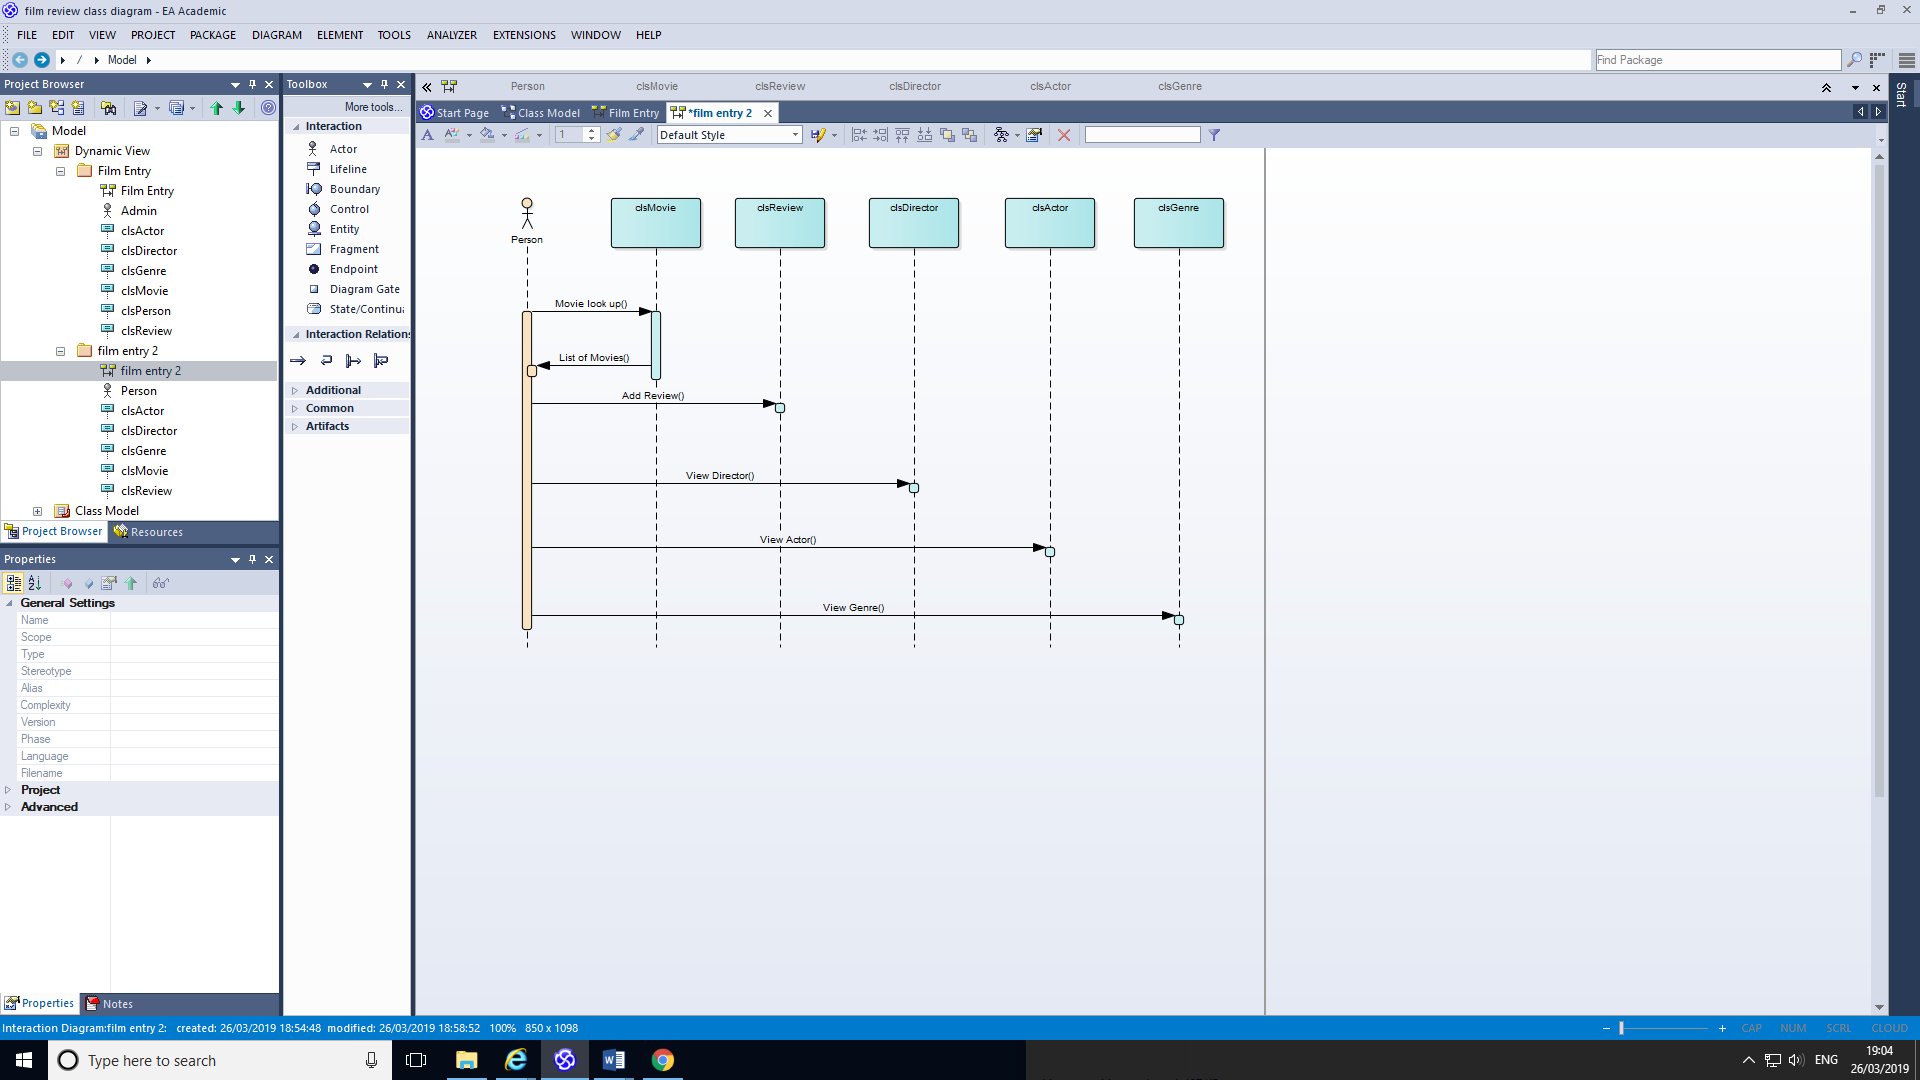 film review class diagram - EA Academic
FILE EDIT VIEW PROJECT PACKAGE DIAGRAM ELEMENT TOOLS ANALYZER EXTENSIONS WINDOW HELP
/ Model
Find Package
Project Browser
Model
Dynamic View
Film Entry
Film Entry
Admin
clsActor
clsDirector
clsGenre
clsMovie
clsPerson
clsReview
film entry 2
film entry 2
Person
clsActor
clsDirector
clsGenre
clsMovie
clsReview
Class Model
Project Browser Resources
Properties
General Settings
Name
Scope
Type
Stereotype
Alias
Complexity
Version
Phase
Language
Filename
Project
Advanced
Properties Notes
Toolbox
More tools...
Interaction
Actor
Lifeline
Boundary
Control
Entity
Fragment
Endpoint
Diagram Gate
State/Continu
Interaction Relations
Additional
Common
Artifacts
Person clsMovie clsReview clsDirector clsActor clsGenre
Start Page Class Model Film Entry *film entry 2
1 Default Style
Person
clsMovie
clsReview
clsDirector
clsActor
clsGenre
Movie look up()
List of Movies()
Add Review()
View Director()
View Actor()
View Genre()
Start
Interaction Diagram:film entry 2: created: 26/03/2019 18:54:48 modified: 26/03/2019 18:58:52 100% 850 x 1098
CAP NUM SCRL CLOUD
Type here to search
ENG
19:04
26/03/2019